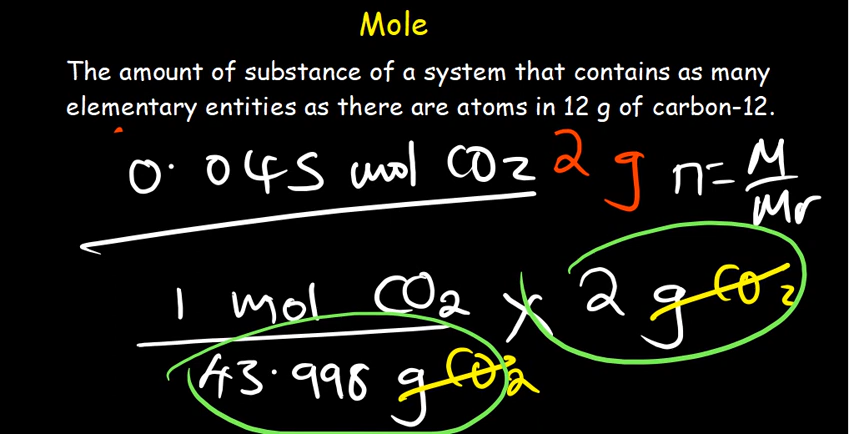 Mole
The amount of substance of a system that contains as many
elementary entities as there are atoms in 12 g of carbon-12.
0.045 mol CO2 2 g n = M
Mr
1 mol CO2 × 2 g CO2
43.998 g CO2